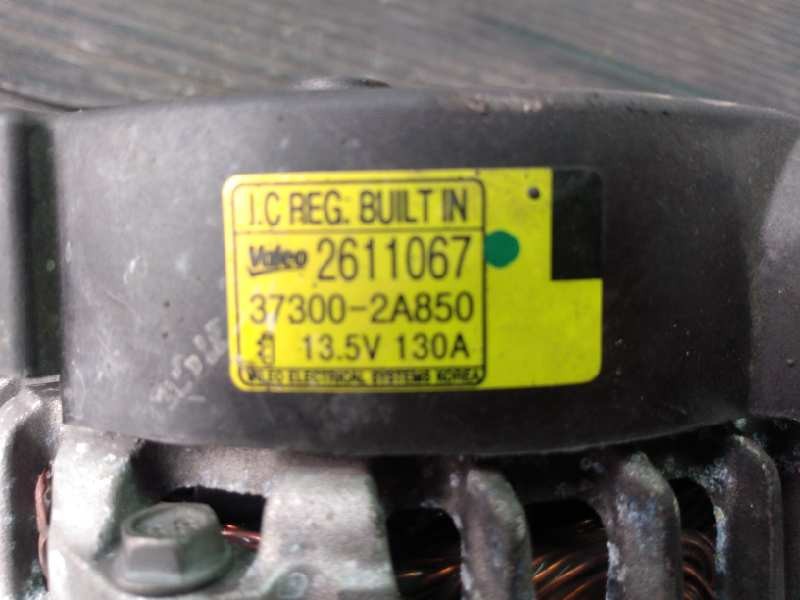 I.C REG. BUILT IN
Valeo 2611067
37300-2A850
13.5V 130A
VALEO ELECTRICAL SYSTEMS KOREA